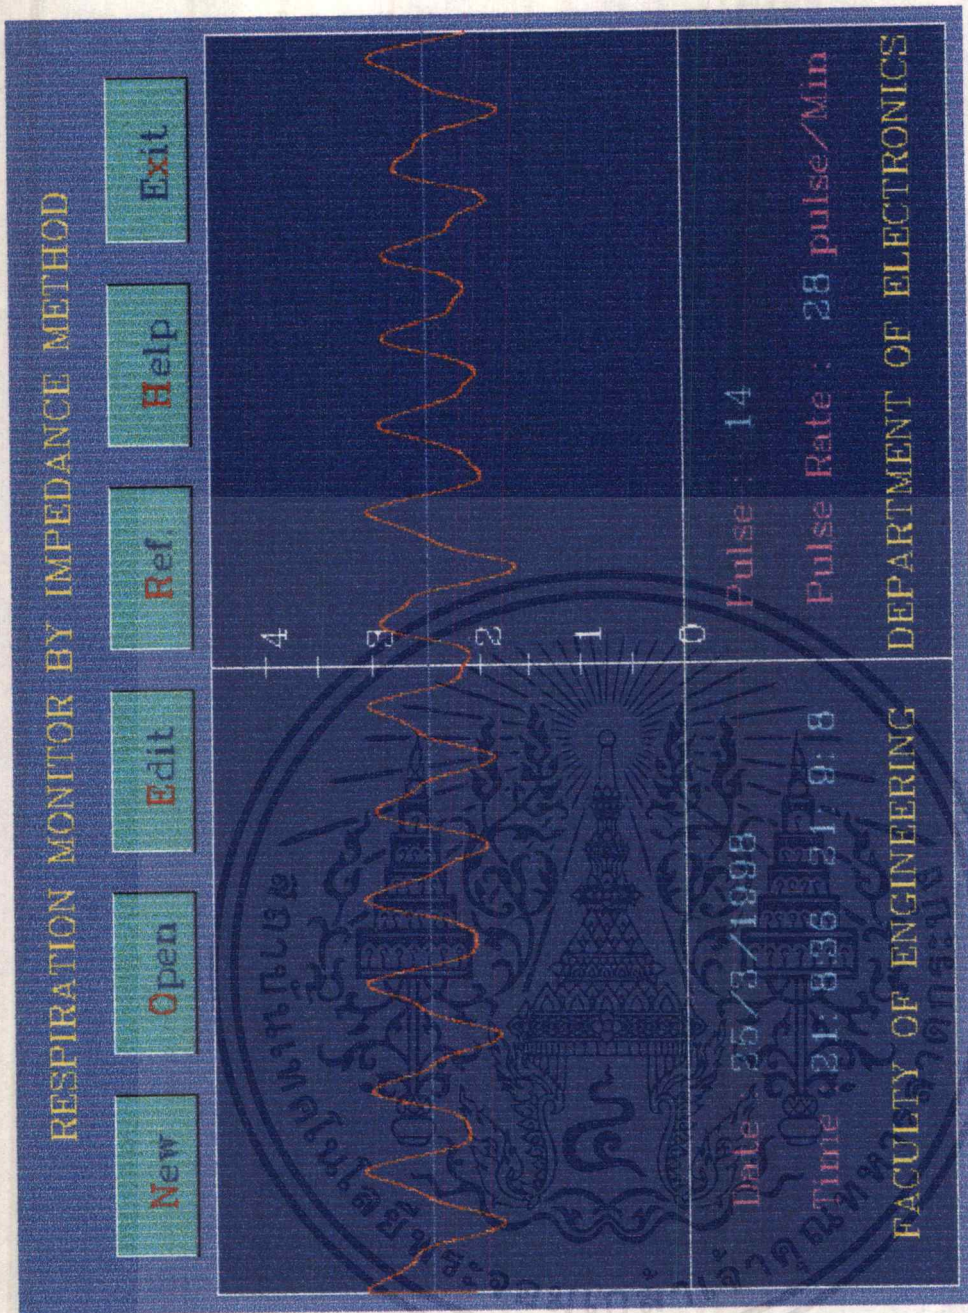 RESPIRATION MONITOR BY IMPEDANCE METHOD
New Open Edit Ref. Help Exit
4
3
2
1
0
Date 25/3/1998 Pulse : 14
Time 21: 8:36 21: 9: 8 Pulse Rate : 28 pulse/Min
FACULTY OF ENGINEERING DEPARTMENT OF ELECTRONICS